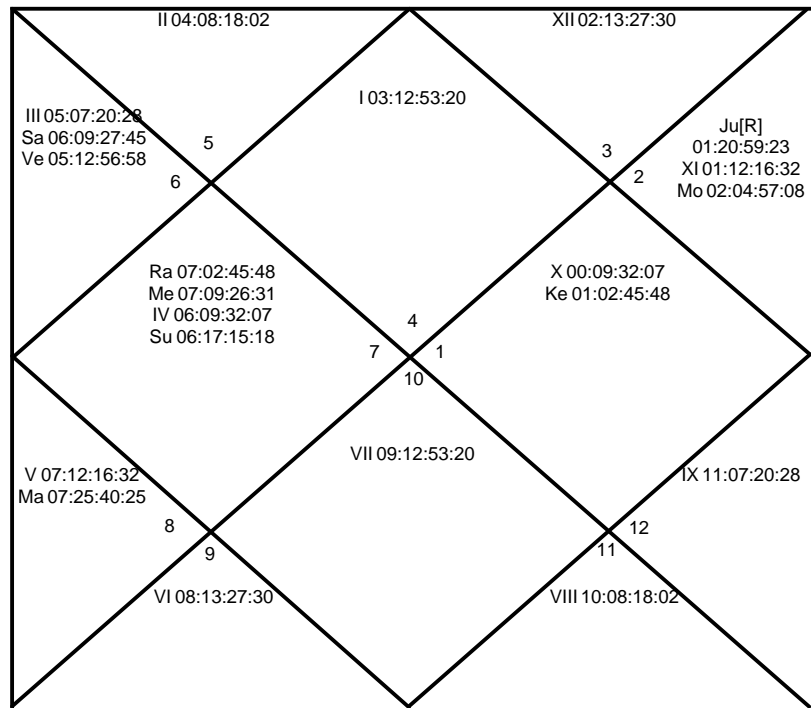 II 04:08:18:02
XII 02:13:27:30
I 03:12:53:20
III 05:07:20:28
Sa 06:09:27:45
Ve 05:12:56:58
5
6
Ju[R]
01:20:59:23
XI 01:12:16:32
Mo 02:04:57:08
3
2
Ra 07:02:45:48
Me 07:09:26:31
IV 06:09:32:07
Su 06:17:15:18
X 00:09:32:07
Ke 01:02:45:48
4
7
1
10
VII 09:12:53:20
V 07:12:16:32
Ma 07:25:40:25
IX 11:07:20:28
8
9
12
11
VI 08:13:27:30
VIII 10:08:18:02